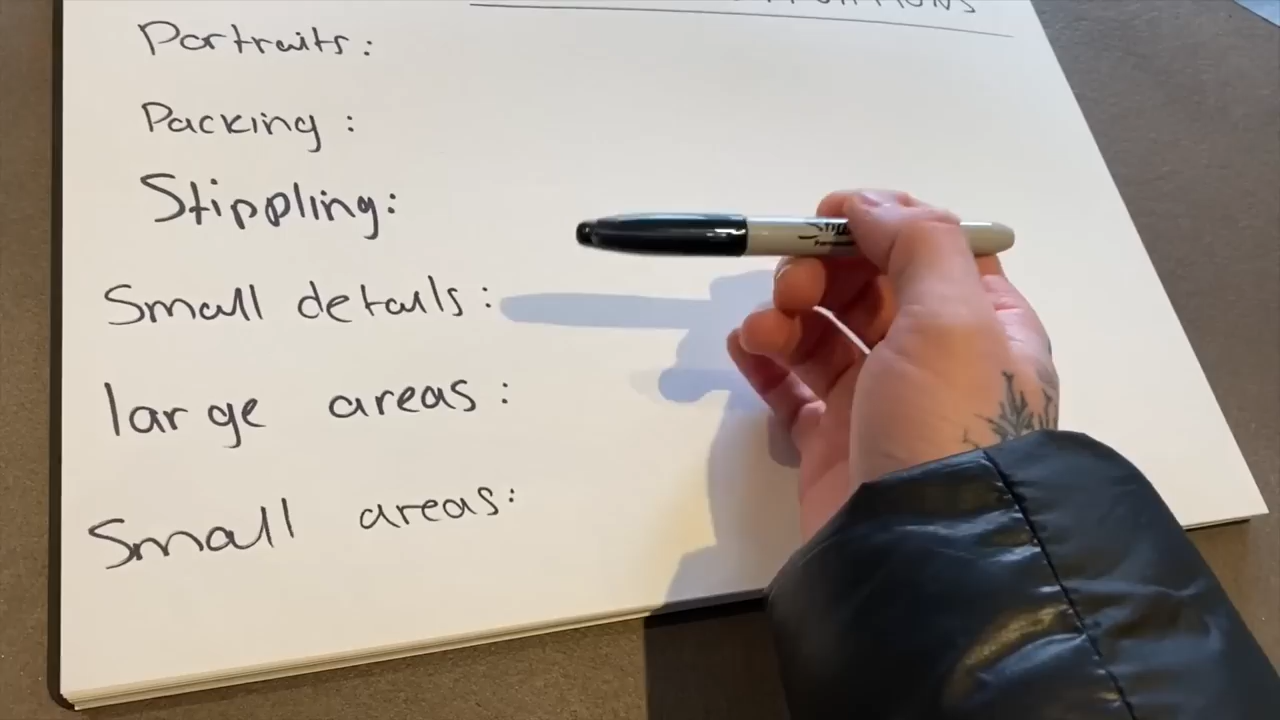 Portraits:
Packing:
Stippling:
Small details:
large areas:
Small areas: